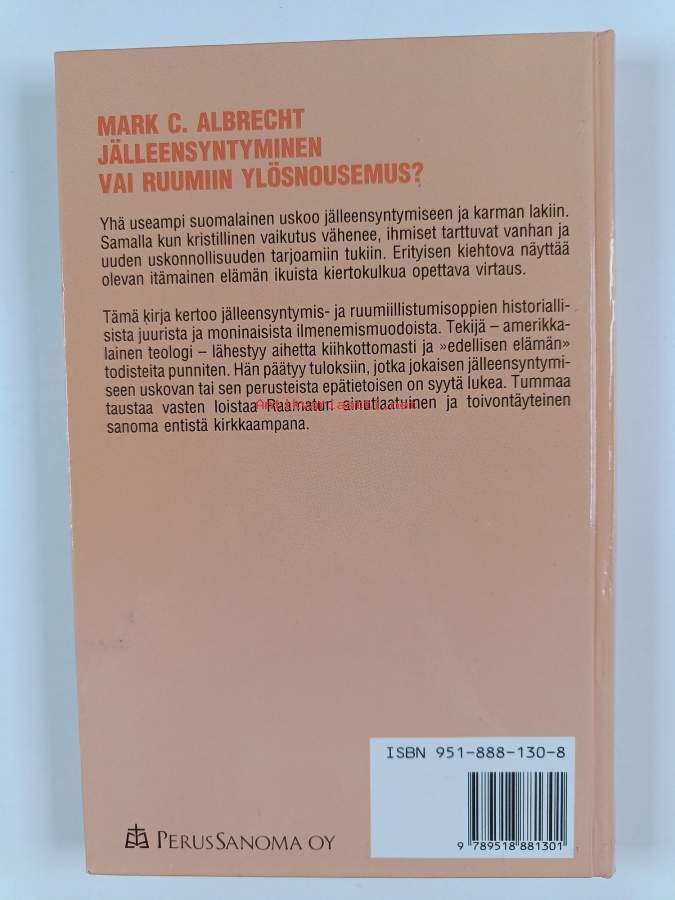 MARK C. ALBRECHT
JÄLLEENSYNTYMINEN
VAI RUUMIIN YLÖSNOUSEMUS?
Yhä useampi suomalainen uskoo jälleensyntymiseen ja karman lakiin.
Samalla kun kristillinen vaikutus vähenee, ihmiset tarttuvat vanhan ja
uuden uskonnollisuuden tarjoamiin tukiin. Erityisen kiehtova näyttää
olevan itämainen elämän ikuista kiertokulkua opettava virtaus.
Tämä kirja kertoo jälleensyntymis- ja ruumiillistumisoppien historialli-
sista juurista ja moninaisista ilmenemismuodoista. Tekijä – amerikka-
lainen teologi – lähestyy aihetta kiihkottomasti ja »edellisen elämän»
todisteita punniten. Hän päätyy tuloksiin, jotka jokaisen jälleensyntymi-
seen uskovan tai sen perusteista epätietoisen on syytä lukea. Tummaa
taustaa vasten loistaa Raamatun ainutlaatuinen ja toivontäyteinen
sanoma entistä kirkkaampana.
ISBN 951-888-130-8
9 789518 881301
PERUSSANOMA OY